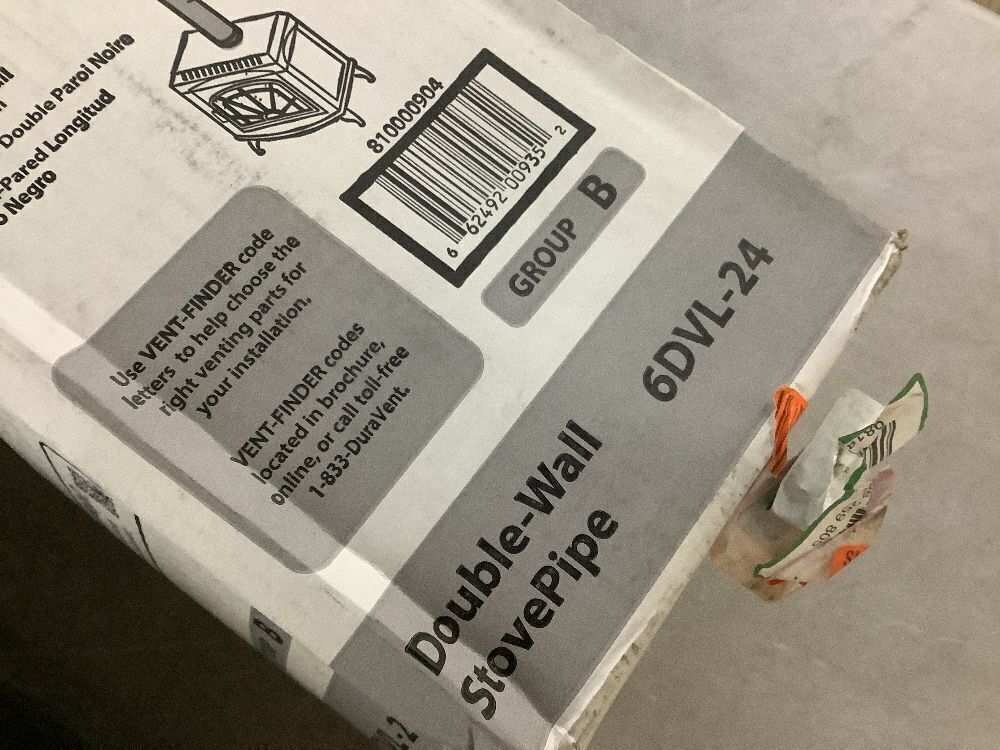 Double Paroi Noire
-Pared Longitud
Negro
810000904
6 62492 00935 2
GROUP B
Use VENT-FINDER code
letters to help choose the
right venting parts for
your installation.
VENT-FINDER codes
located in brochure,
online, or call toll-free
1-833-DuraVent.
6DVL-24
Double-Wall
StovePipe